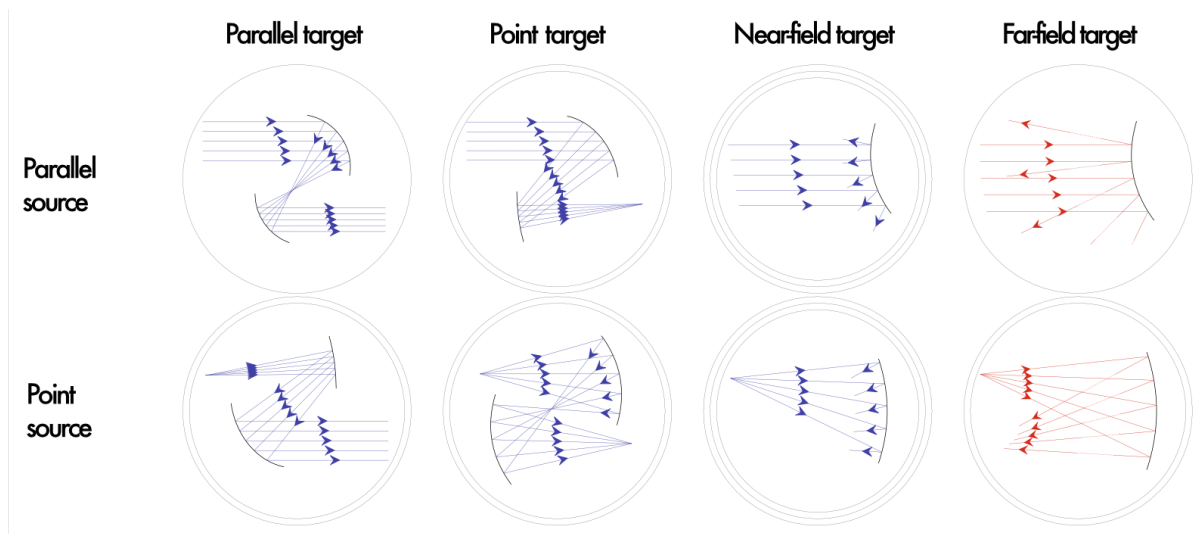 Parallel target
Point target
Near-field target
Far-field target
Parallel
source
Point
source